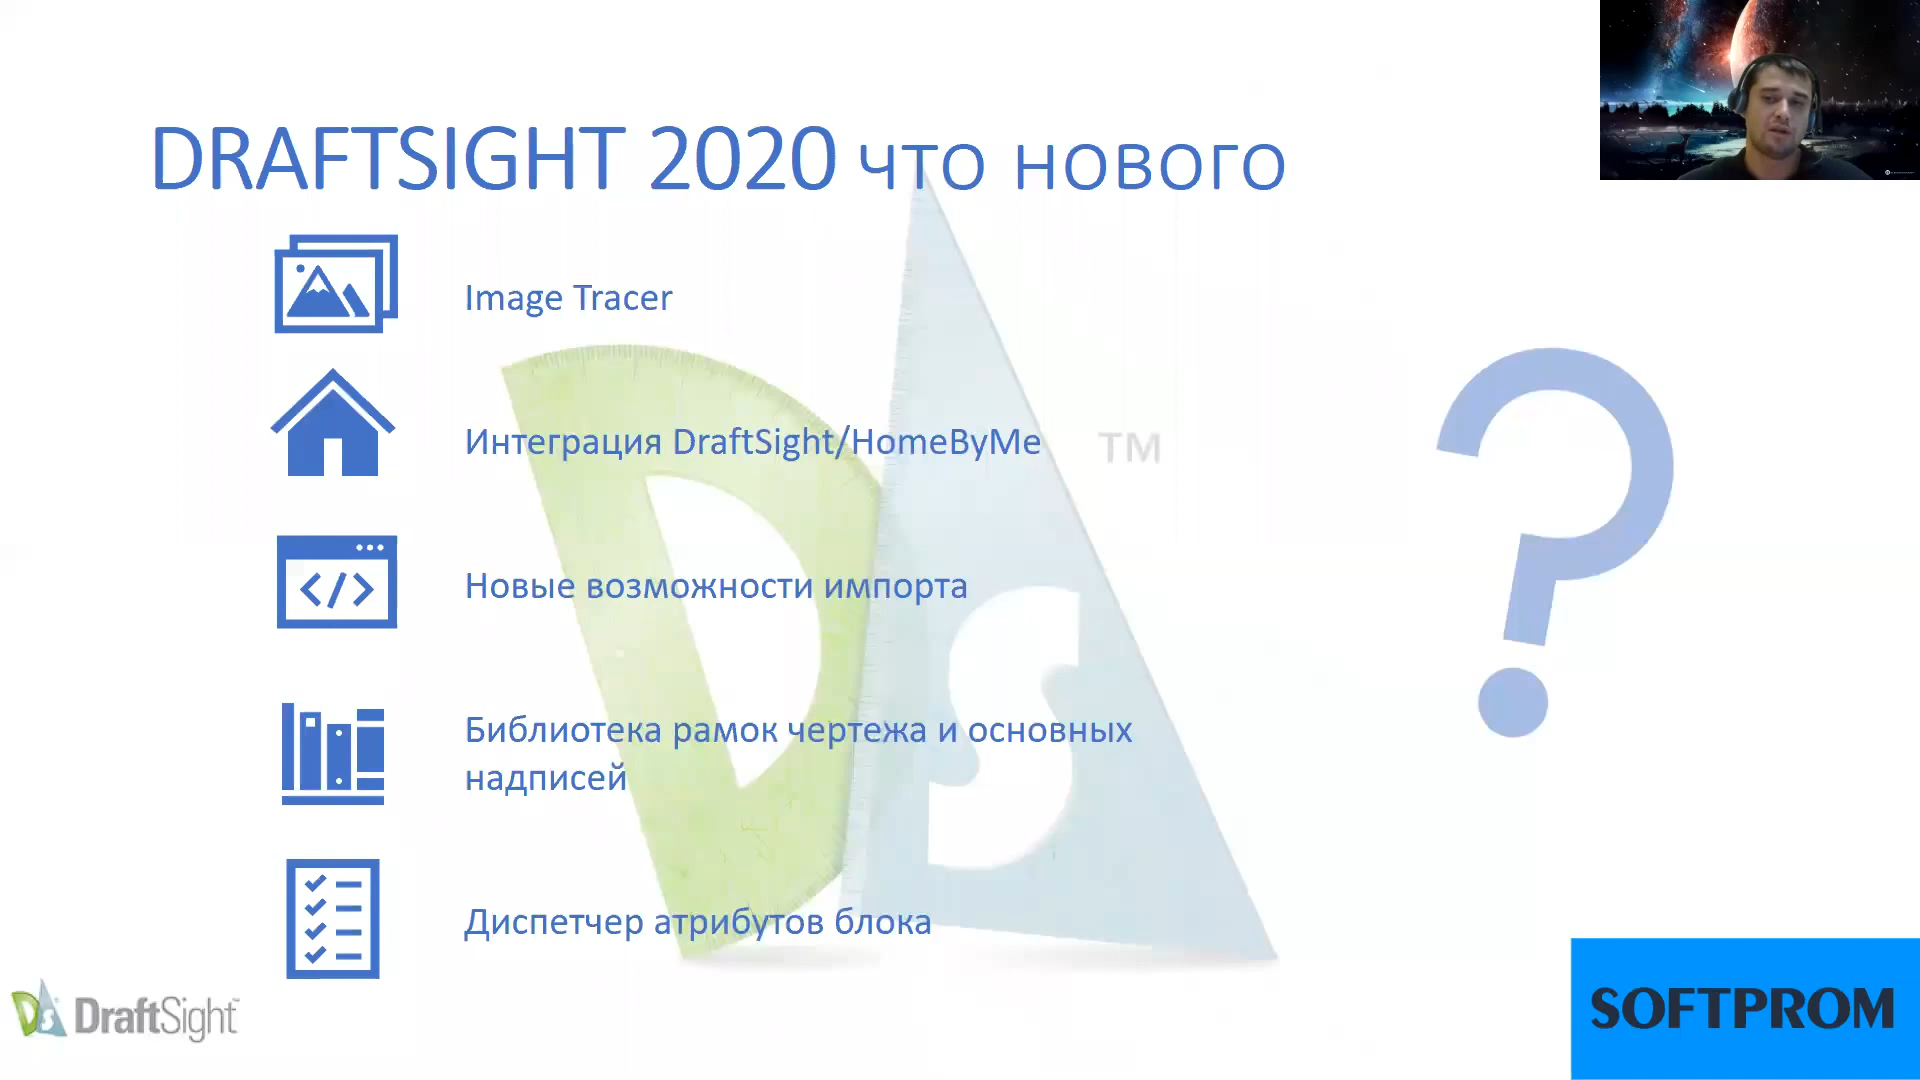 DRAFTSIGHT 2020 ЧТО НОВОГО
Image Tracer
Интеграция DraftSight/HomeByMe
TM
Новые возможности импорта
Библиотека рамок чертежа и основных
надписей
Диспетчер атрибутов блока
DraftSight™
SOFTPROM